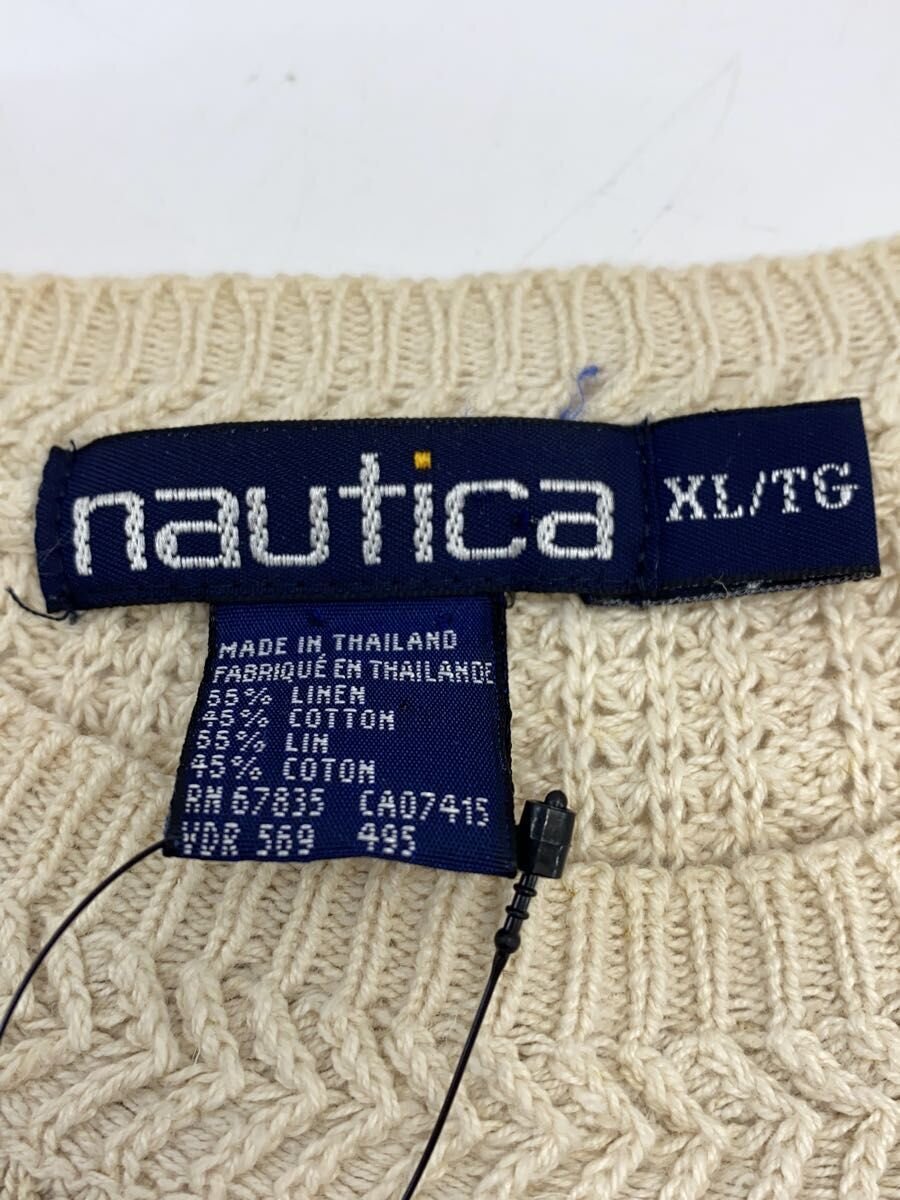 nautica
XL/TG
MADE IN THAILAND
FABRIQUÉ EN THAILANDE
55% LINEN
45% COTTON
55% LIN
45% COTON
RN 67835 CA07415
VDR 569 495